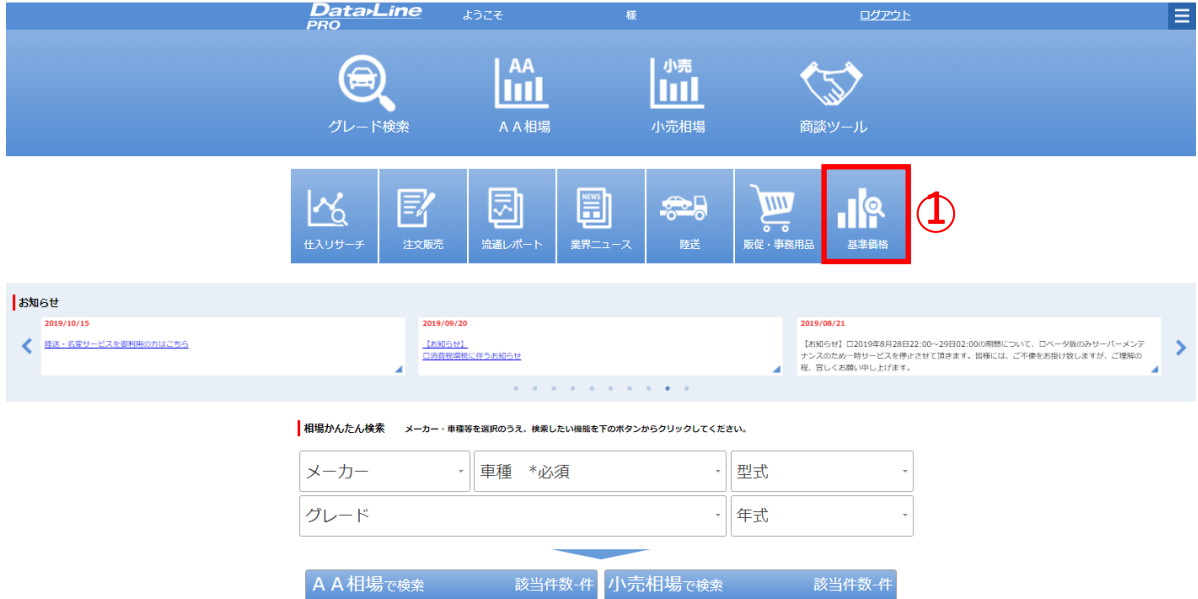 Data Line PRO
ようこそ
様
ログアウト
AA
小売
グレード検索
ＡＡ相場
小売相場
商談ツール
NEWS
仕入リサーチ
注文販売
流通レポート
業界ニュース
陸送
販促・事務用品
基準価格
①
お知らせ
2019/10/15
陸送・名変サービスを御利用の方はこちら
2019/09/20
【お知らせ】
口消費税増税に伴うお知らせ
2019/08/21
【お知らせ】口2019年8月28日22:00～29日02:00の期間について、ロベータ版のみサーバーメンテ
ナンスのため一時サービスを停止させて頂きます。皆様には、ご不便をお掛け致しますが、ご理解の
程、宜しくお願い申し上げます。
相場かんたん検索　メーカー・車種等を選択のうえ、検索したい機能を下のボタンからクリックしてください。
メーカー
車種　*必須
型式
グレード
年式
ＡＡ相場で検索　該当件数-件
小売相場で検索　該当件数-件